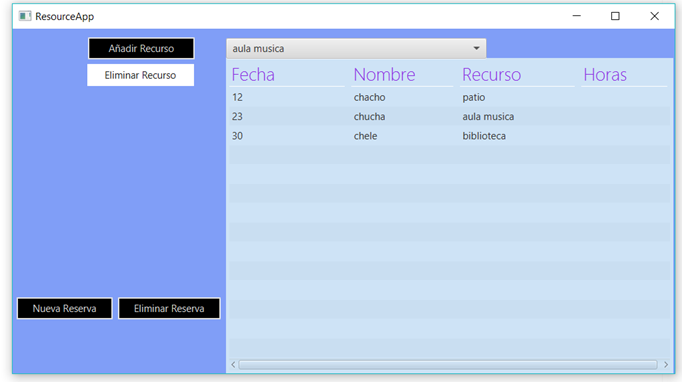 ResourceApp
Añadir Recurso
aula musica
Eliminar Recurso
Fecha Nombre Recurso Horas
12 chacho patio
23 chucha aula musica
30 chele biblioteca
Nueva Reserva Eliminar Reserva